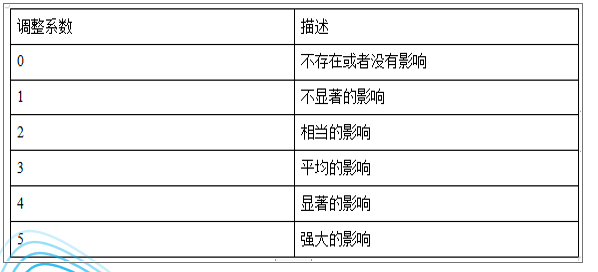 调整系数 描述
0 不存在或者没有影响
1 不显著的影响
2 相当的影响
3 平均的影响
4 显著的影响
5 强大的影响